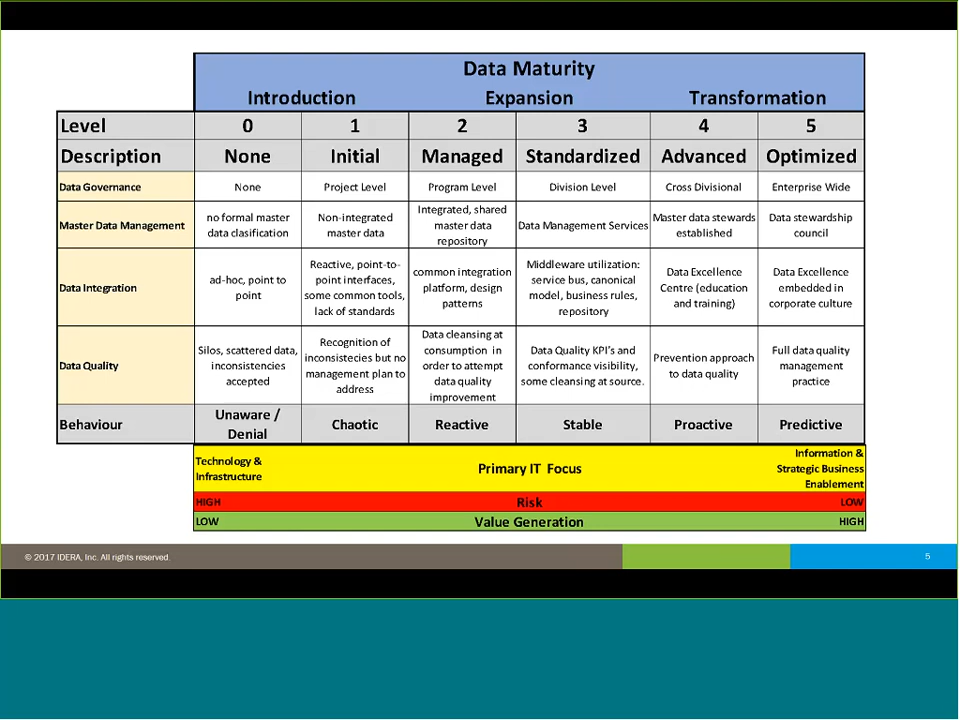 Data Maturity
Introduction Expansion Transformation
Level 0 1 2 3 4 5
Description None Initial Managed Standardized Advanced Optimized
Data Governance None Project Level Program Level Division Level Cross Divisional Enterprise Wide
Master Data Management
no formal master
data clasification
Non-integrated
master data
Integrated, shared
master data
repository
Data Management Services
Master data stewards
established
Data stewardship
council
Data Integration
ad-hoc, point to
point
Reactive, point-to-
point interfaces,
some common tools,
lack of standards
common integration
platform, design
patterns
Middleware utilization:
service bus, canonical
model, business rules,
repository
Data Excellence
Centre (education
and training)
Data Excellence
embedded in
corporate culture
Data Quality
Silos, scattered data,
inconsistencies
accepted
Recognition of
inconsistecies but no
management plan to
address
Data cleansing at
consumption in
order to attempt
data quality
improvement
Data Quality KPI's and
conformance visibility,
some cleansing at source.
Prevention approach
to data quality
Full data quality
management
practice
Behaviour
Unaware /
Denial
Chaotic
Reactive
Stable
Proactive
Predictive
Technology &
Infrastructure
Primary IT Focus
Information &
Strategic Business
Enablement
HIGH Risk LOW
LOW Value Generation HIGH
© 2017 IDERA, Inc. All rights reserved. 5